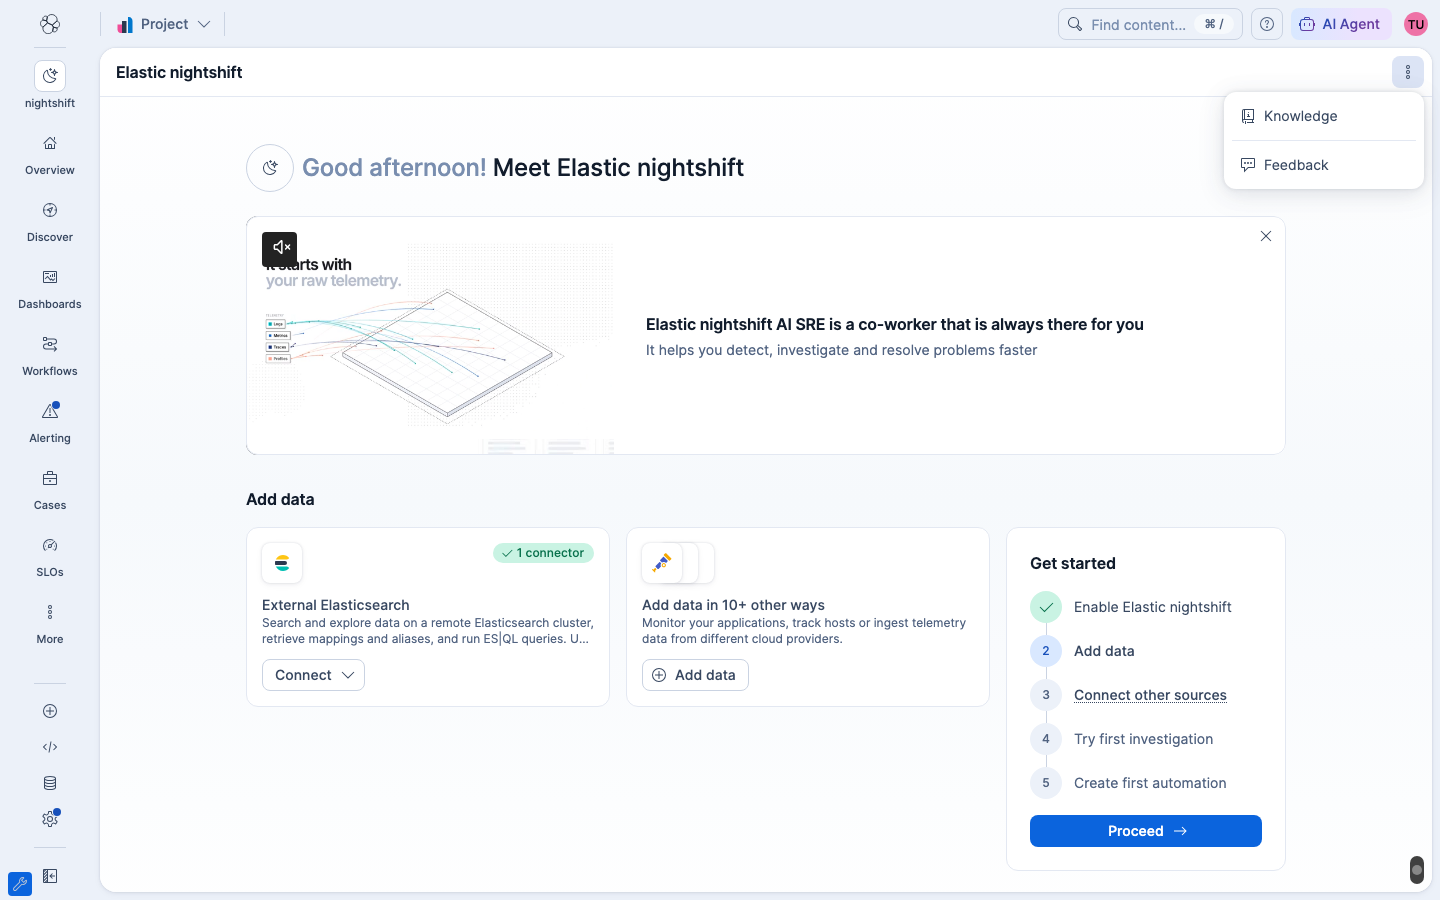 Project
Find content...
⌘ /
AI Agent
TU
nightshift
Overview
Discover
Dashboards
Workflows
Alerting
Cases
SLOs
More
Elastic nightshift
Knowledge
Feedback
Good afternoon! Meet Elastic nightshift
It starts with
your raw telemetry.
Logs
Metrics
Traces
Profiles
Elastic nightshift AI SRE is a co-worker that is always there for you
It helps you detect, investigate and resolve problems faster
Add data
1 connector
External Elasticsearch
Search and explore data on a remote Elasticsearch cluster,
retrieve mappings and aliases, and run ES|QL queries. U...
Connect
Add data in 10+ other ways
Monitor your applications, track hosts or ingest telemetry
data from different cloud providers.
Add data
Get started
Enable Elastic nightshift
2 Add data
3 Connect other sources
4 Try first investigation
5 Create first automation
Proceed